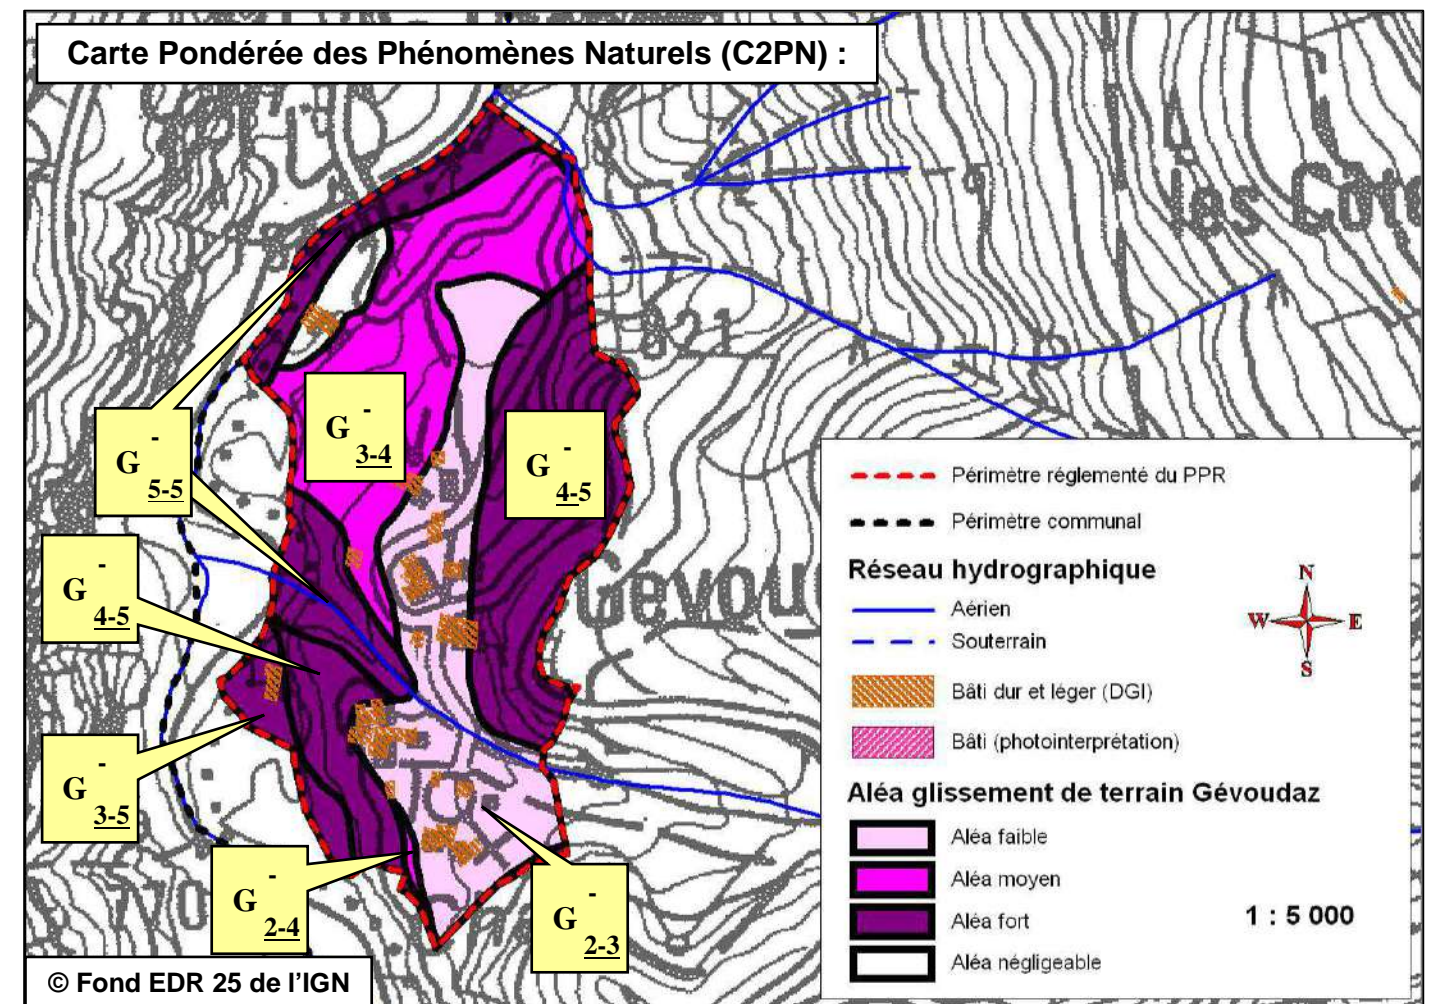 Carte Pondérée des Phénomènes Naturels (C2PN) :
les Côte
821
G -
3-4
G -
5-5
G -
4-5
Gévou
G -
4-5
G -
3-5
G -
2-4
G -
2-3
770
Périmètre réglementé du PPR
Périmètre communal
Réseau hydrographique
Aérien
Souterrain
N
W E
S
Bâti dur et léger (DGI)
Bâti (photointerprétation)
Aléa glissement de terrain Gévoudaz
Aléa faible
Aléa moyen
Aléa fort
1 : 5 000
Aléa négligeable
© Fond EDR 25 de l'IGN